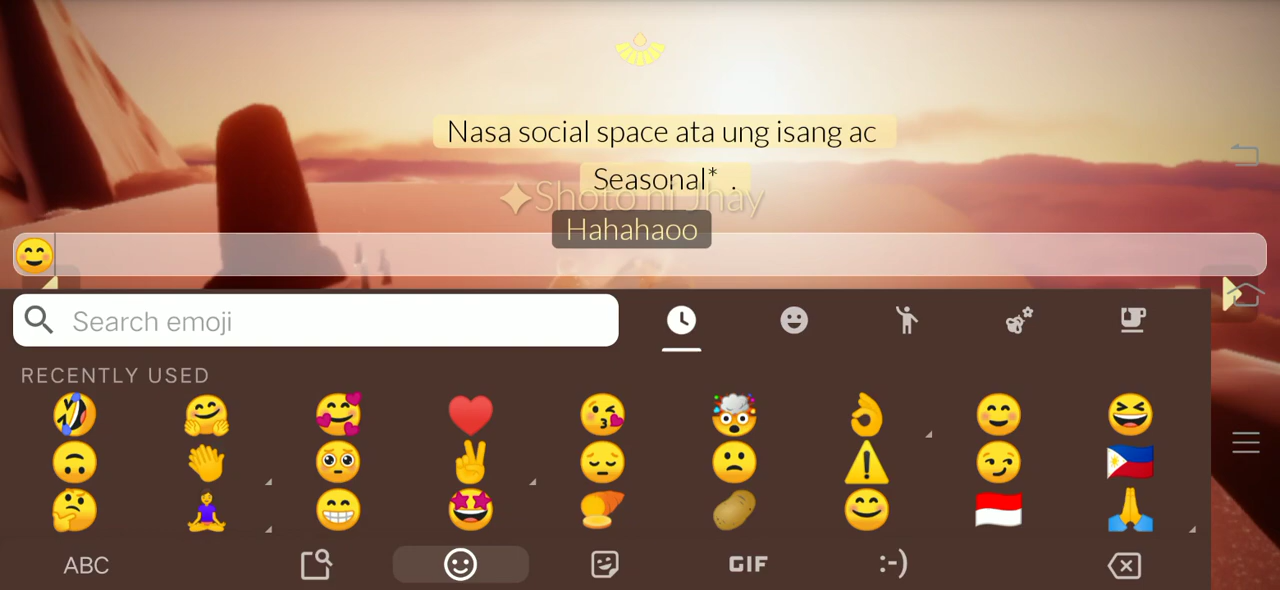 Nasa social space ata ung isang ac
Seasonal* .
Shoto ni Jhay
Hahahaoo
Search emoji
RECENTLY USED
ABC
GIF
:-)